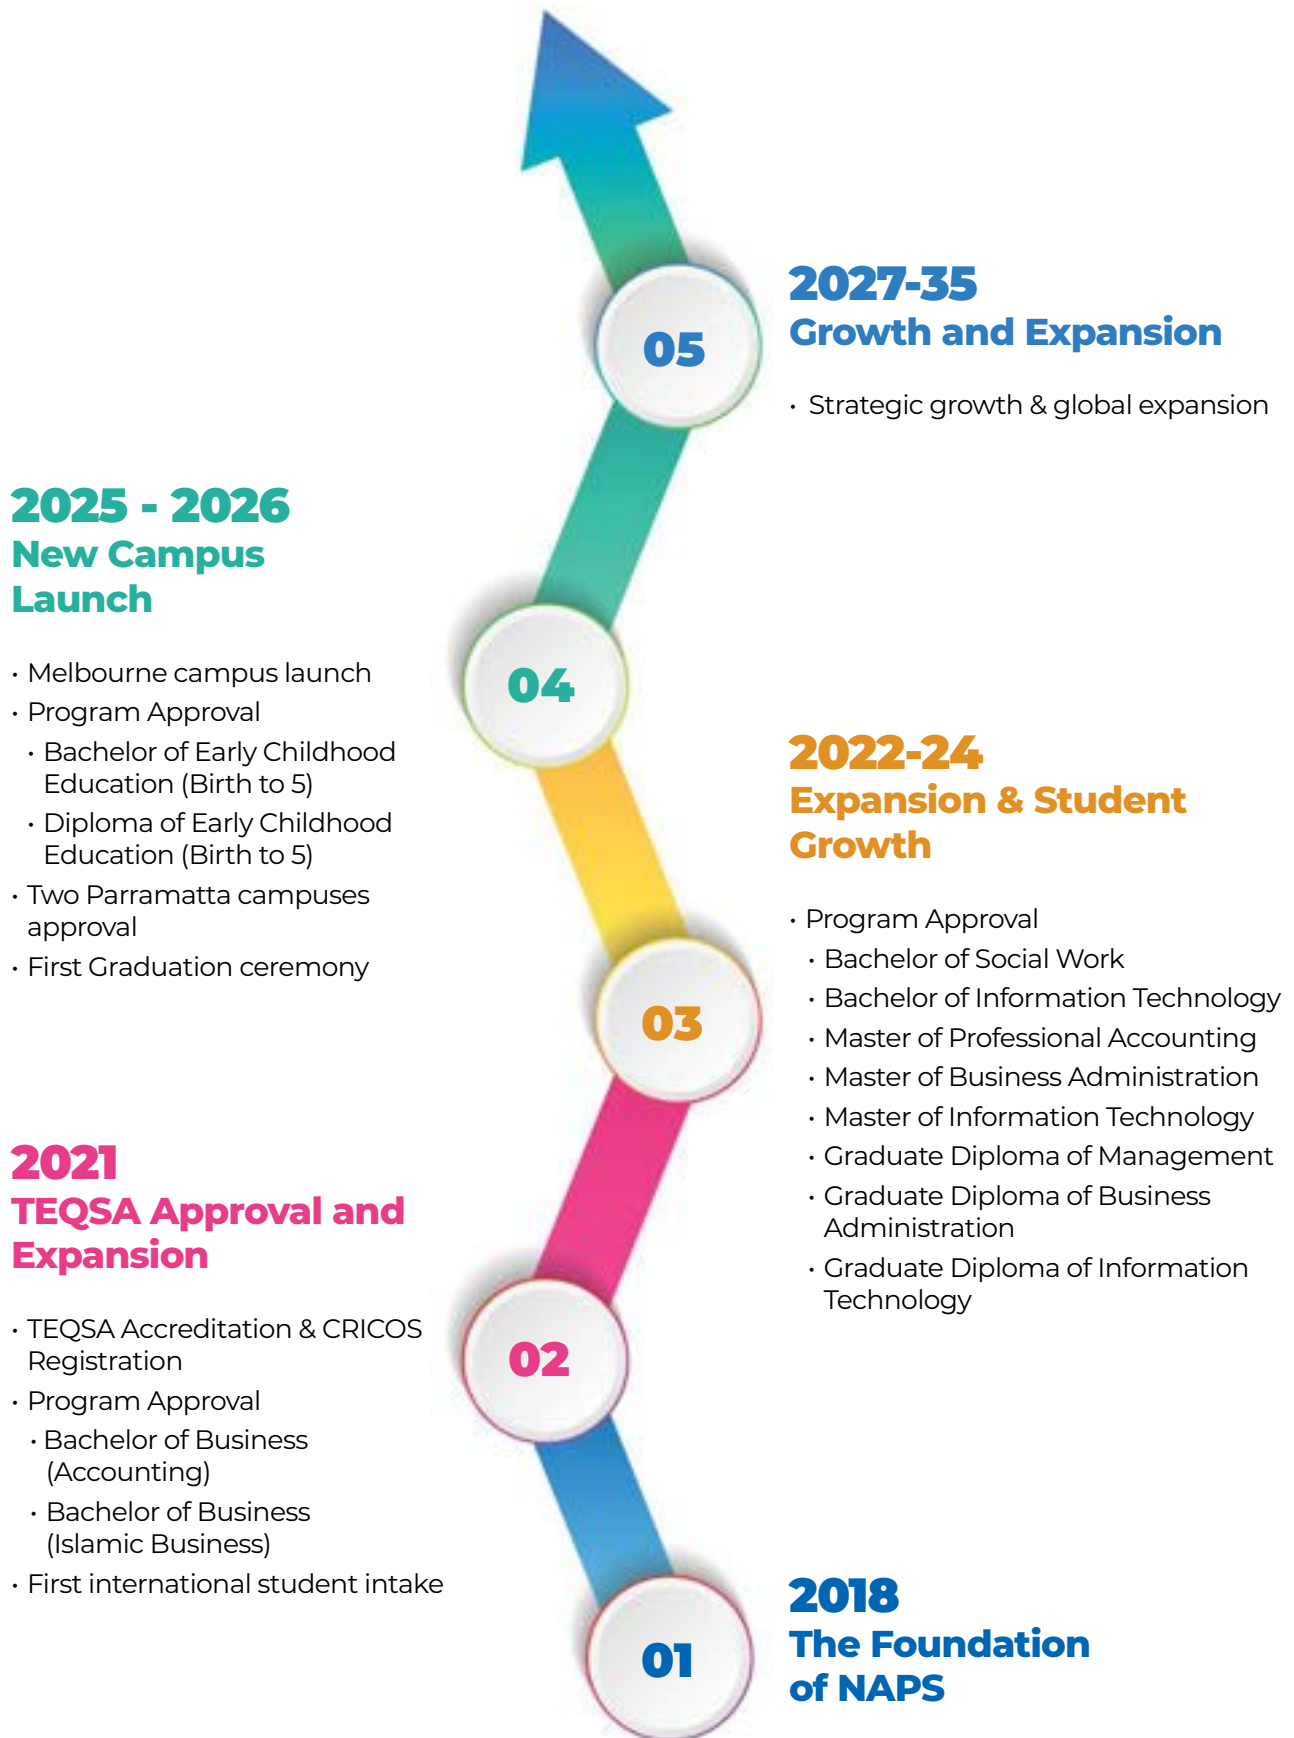 05
2027-35
Growth and Expansion
• Strategic growth & global expansion
2025 - 2026
New Campus
Launch
• Melbourne campus launch
• Program Approval
• Bachelor of Early Childhood
Education (Birth to 5)
• Diploma of Early Childhood
Education (Birth to 5)
• Two Parramatta campuses
approval
• First Graduation ceremony
04
2022-24
Expansion & Student
Growth
• Program Approval
• Bachelor of Social Work
• Bachelor of Information Technology
• Master of Professional Accounting
• Master of Business Administration
• Master of Information Technology
• Graduate Diploma of Management
• Graduate Diploma of Business
Administration
• Graduate Diploma of Information
Technology
03
2021
TEQSA Approval and
Expansion
• TEQSA Accreditation & CRICOS
Registration
• Program Approval
• Bachelor of Business
(Accounting)
• Bachelor of Business
(Islamic Business)
• First international student intake
02
01
2018
The Foundation
of NAPS